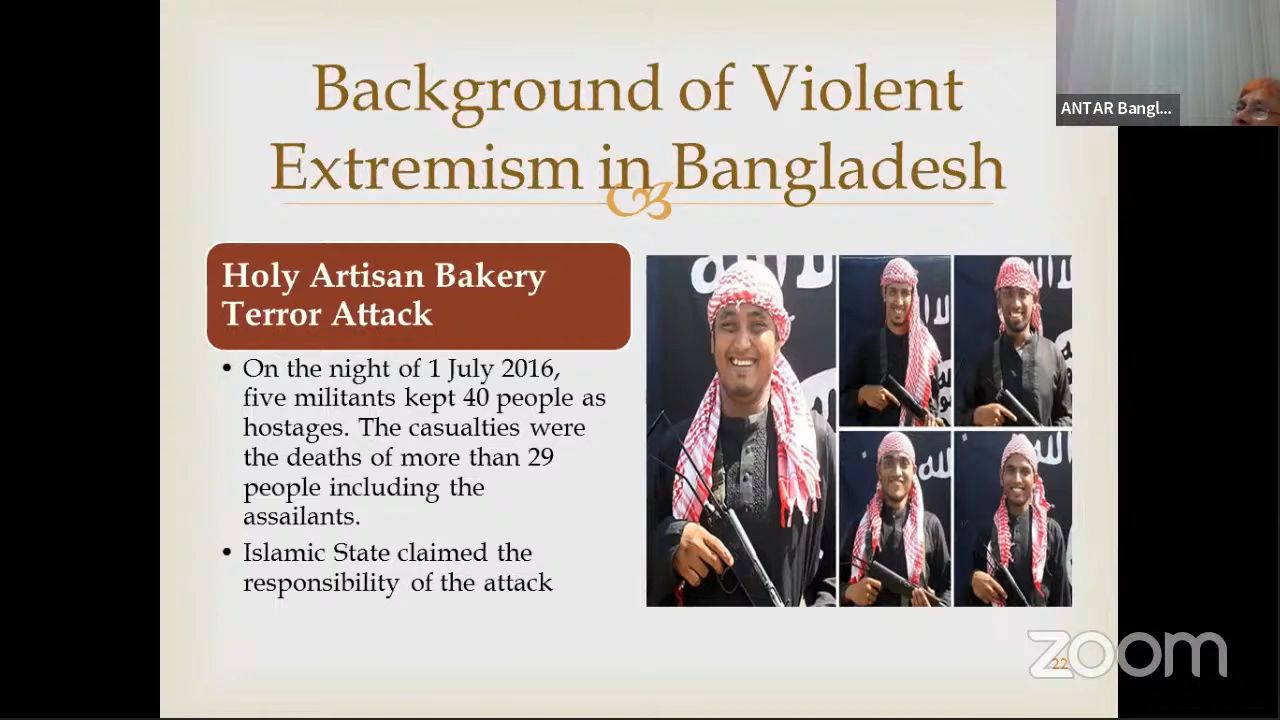 Background of Violent
Extremism in Bangladesh
ANTAR Bangl...
Holy Artisan Bakery
Terror Attack
• On the night of 1 July 2016,
five militants kept 40 people as
hostages. The casualties were
the deaths of more than 29
people including the
assailants.
• Islamic State claimed the
responsibility of the attack
22
zoom